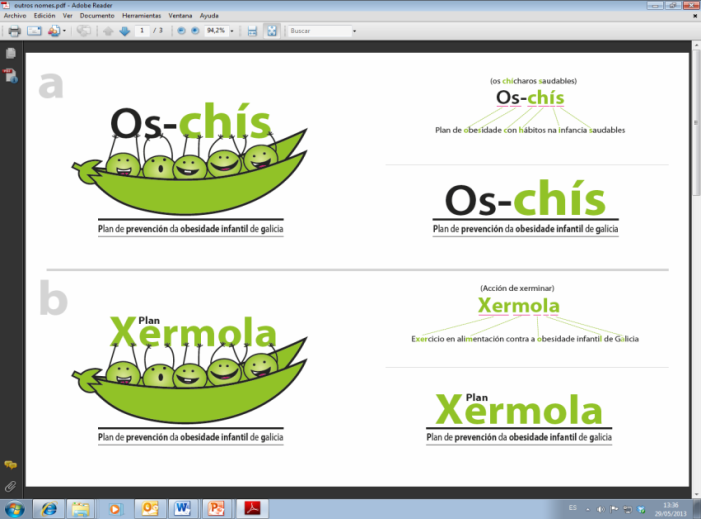 outros nomes.pdf - Adobe Reader
Archivo Edición Ver Documento Herramientas Ventana Ayuda
1 / 3 94,2% Buscar
a
Os-chís
Plan de prevención da obesidade infantil de galicia
(os chícharos saudables)
Os-chís
Plan de obesidade con hábitos na infancia saudables
Os-chís
Plan de prevención da obesidade infantil de galicia
b
Plan
Xermola
Plan de prevención da obesidade infantil de galicia
(Acción de xerminar)
Xermola
Exercicio en alimentación contra a obesidade infantil de Galicia
Plan
Xermola
Plan de prevención da obesidade infantil de galicia
ES
13:36
20/05/2013